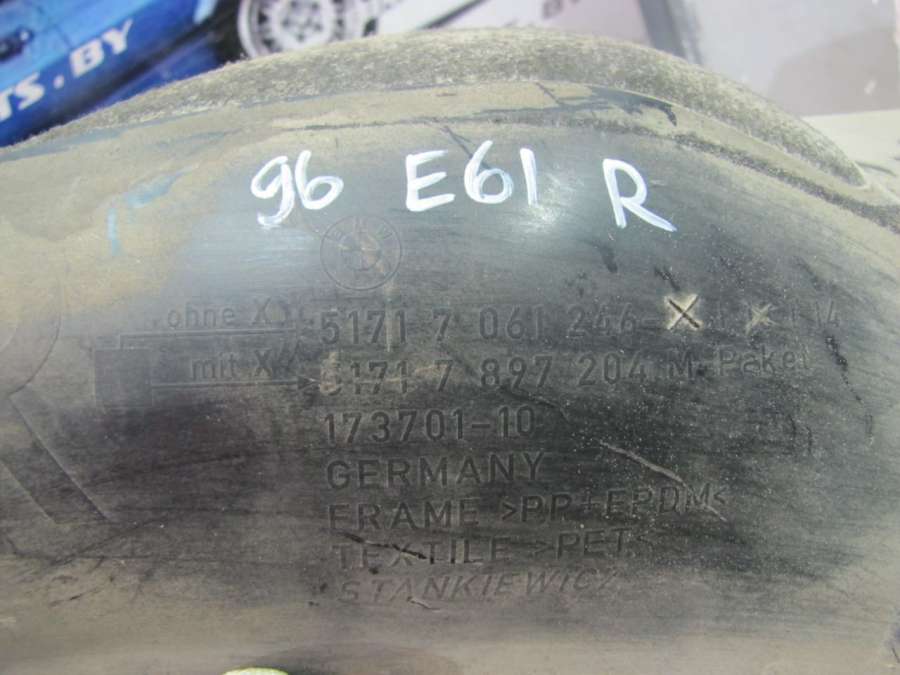 TS.BY
96 E61 R
ohne X 5171 7 061 246-X
mit X 5171 7 897 204 M-Paket
173701-10
GERMANY
FRAME >PP+EPDM<
TEXTILE >PET<
STANKIEWICZ